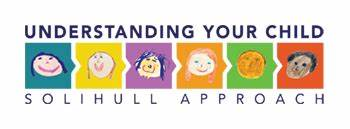 UNDERSTANDING YOUR CHILD
SOLIHULL APPROACH